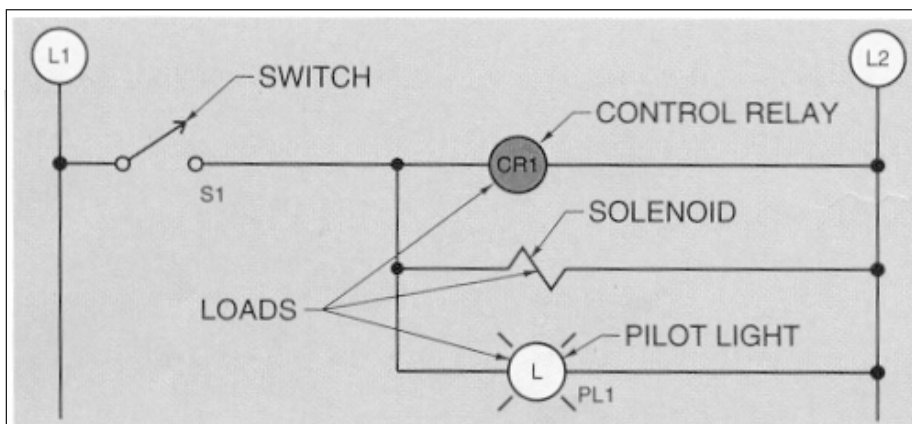 L1
L2
SWITCH
CONTROL RELAY
CR1
S1
SOLENOID
LOADS
PILOT LIGHT
L
PL1